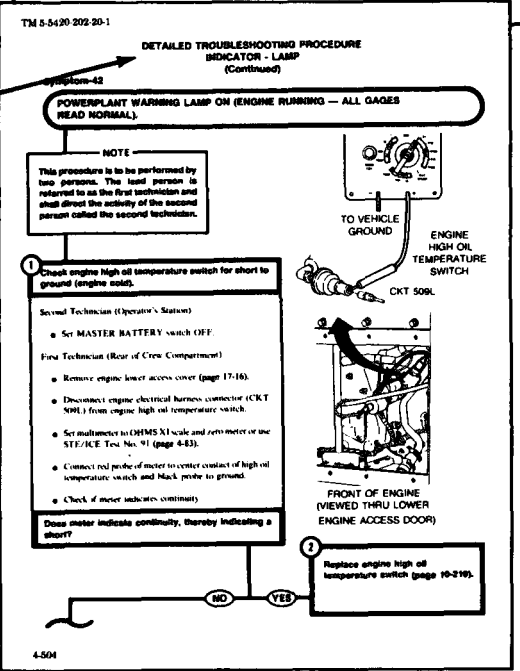 TM 5-5420-202-20-1
DETAILED TROUBLESHOOTING PROCEDURE
INDICATOR - LAMP
(Continued)
Symptom-42
POWERPLANT WARNING LAMP ON (ENGINE RUNNING — ALL GAGES
READ NORMAL).
NOTE
This procedure is to be performed by
two persons. The lead person is
referred to as the first technician and
shall direct the activity of the second
person called the second technician.
TO VEHICLE
GROUND
ENGINE
HIGH OIL
TEMPERATURE
SWITCH
CKT 509L
1
Check engine high oil temperature switch for short to
ground (engine cold).
Second Technician (Operator's Station)
● Set MASTER BATTERY switch OFF.
First Technician (Rear of Crew Compartment)
● Remove engine lower access cover (page 17-16).
● Disconnect engine electrical harness connector (CKT
509L) from engine high oil temperature switch.
● Set multimeter to OHMS X1 scale and zero meter or use
STE/ICE Test No. 91 (page 4-83).
● Connect red probe of meter to center contact of high oil
temperature switch and black probe to ground.
● Check if meter indicates continuity
Does meter indicate continuity, thereby indicating a
short?
FRONT OF ENGINE
(VIEWED THRU LOWER
ENGINE ACCESS DOOR)
2
Replace engine high oil
temperature switch (page 10-219).
NO
YES
4-504